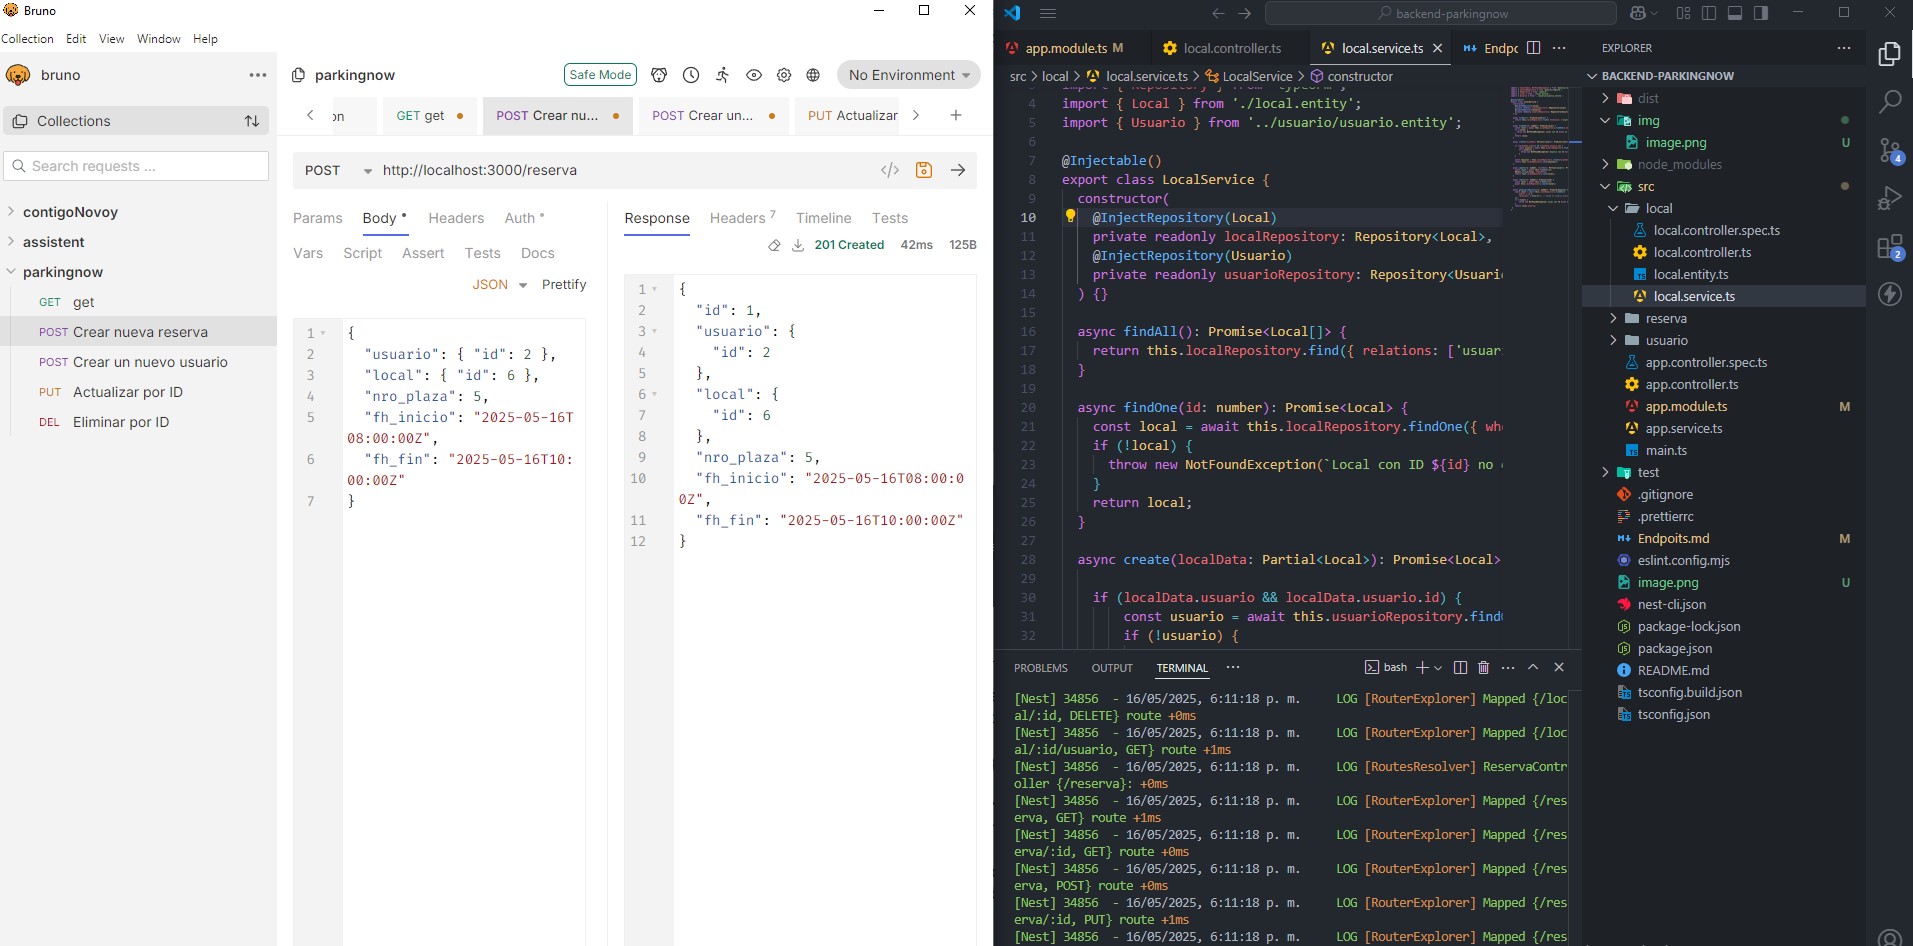 Bruno
Collection Edit View Window Help
bruno
Collections
Search requests ...
contigoNovoy
assistent
parkingnow
GET get
POST Crear nueva reserva
POST Crear un nuevo usuario
PUT Actualizar por ID
DEL Eliminar por ID
parkingnow
Safe Mode
No Environment
on
GET get
POST Crear nu...
POST Crear un...
PUT Actualizar
POST http://localhost:3000/reserva
Params Body Headers Auth
Vars Script Assert Tests Docs
JSON Prettify
1 {
2 "usuario": { "id": 2 },
3 "local": { "id": 6 },
4 "nro_plaza": 5,
5 "fh_inicio": "2025-05-16T
08:00:00Z",
6 "fh_fin": "2025-05-16T10:
00:00Z"
7 }
Response Headers 7 Timeline Tests
201 Created 42ms 125B
1 {
2 "id": 1,
3 "usuario": {
4 "id": 2
5 },
6 "local": {
7 "id": 6
8 },
9 "nro_plaza": 5,
10 "fh_inicio": "2025-05-16T08:00:0
0Z",
11 "fh_fin": "2025-05-16T10:00:00Z"
12 }
backend-parkingnow
app.module.ts M
local.controller.ts
local.service.ts
Endpc
src > local > local.service.ts > LocalService > constructor
4 import { Local } from './local.entity';
5 import { Usuario } from '../usuario/usuario.entity';
6
7 @Injectable()
8 export class LocalService {
9 constructor(
10 @InjectRepository(Local)
11 private readonly localRepository: Repository<Local>,
12 @InjectRepository(Usuario)
13 private readonly usuarioRepository: Repository<Usuari
14 ) {}
15
16 async findAll(): Promise<Local[]> {
17 return this.localRepository.find({ relations: ['usuar
18 }
19
20 async findOne(id: number): Promise<Local> {
21 const local = await this.localRepository.findOne({ wh
22 if (!local) {
23 throw new NotFoundException(`Local con ID ${id} no
24 }
25 return local;
26 }
27
28 async create(localData: Partial<Local>): Promise<Local>
29
30 if (localData.usuario && localData.usuario.id) {
31 const usuario = await this.usuarioRepository.find
32 if (!usuario) {
PROBLEMS OUTPUT TERMINAL
bash
[Nest] 34856 - 16/05/2025, 6:11:18 p. m. LOG [RouterExplorer] Mapped {/loc
al/:id, DELETE} route +0ms
[Nest] 34856 - 16/05/2025, 6:11:18 p. m. LOG [RouterExplorer] Mapped {/loc
al/:id/usuario, GET} route +1ms
[Nest] 34856 - 16/05/2025, 6:11:18 p. m. LOG [RoutesResolver] ReservaContr
oller {/reserva}: +0ms
[Nest] 34856 - 16/05/2025, 6:11:18 p. m. LOG [RouterExplorer] Mapped {/res
erva, GET} route +1ms
[Nest] 34856 - 16/05/2025, 6:11:18 p. m. LOG [RouterExplorer] Mapped {/res
erva/:id, GET} route +0ms
[Nest] 34856 - 16/05/2025, 6:11:18 p. m. LOG [RouterExplorer] Mapped {/res
erva, POST} route +0ms
[Nest] 34856 - 16/05/2025, 6:11:18 p. m. LOG [RouterExplorer] Mapped {/res
erva/:id, PUT} route +1ms
[Nest] 34856 - 16/05/2025, 6:11:18 p. m. LOG [RouterExplorer] Mapped {/res
EXPLORER
BACKEND-PARKINGNOW
dist
img
image.png U
node_modules
src
local
local.controller.spec.ts
local.controller.ts
local.entity.ts
local.service.ts
reserva
usuario
app.controller.spec.ts
app.controller.ts
app.module.ts M
app.service.ts
main.ts
test
.gitignore
.prettierrc
Endpoits.md M
eslint.config.mjs
image.png U
nest-cli.json
package-lock.json
package.json
README.md
tsconfig.build.json
tsconfig.json
4
2